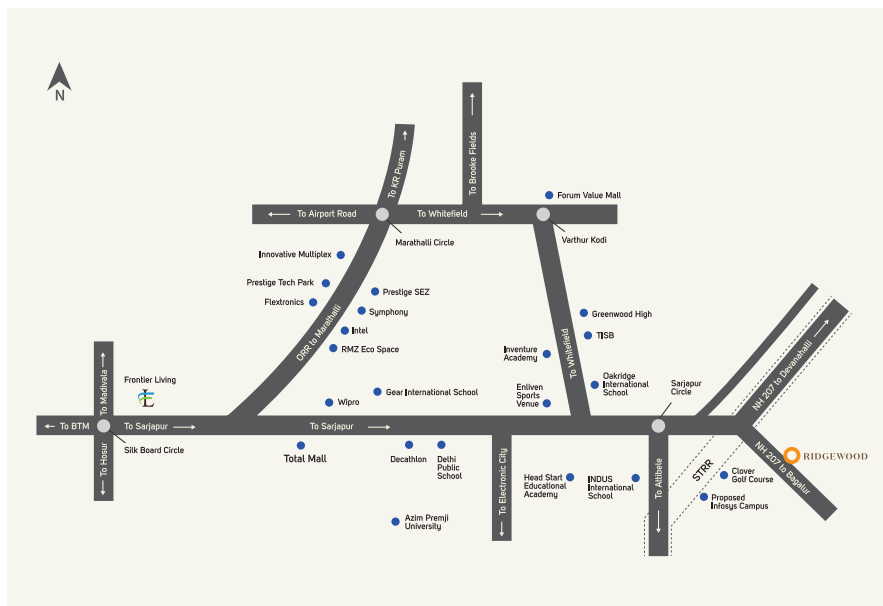 N
To KR Puram
To Brooke Fields
Forum Value Mall
To Airport Road
To Whitefield
Marathalli Circle
Varthur Kodi
Innovative Multiplex
Prestige Tech Park
Flextronics
Prestige SEZ
Symphony
Intel
RMZ Eco Space
ORR to Marathalli
Greenwood High
TISB
Inventure
Academy
To Whitefield
Oakridge
International
School
Enliven
Sports
Venue
Sarjapur
Circle
NH 207 to Devanahalli
To Madivala
Frontier Living
Gear International School
Wipro
To BTM
To Sarjapur
To Sarjapur
Silk Board Circle
To Hosur
Total Mall
Decathlon
Delhi
Public
School
To Electronic City
Head Start
Educational
Academy
INDUS
International
School
To Attibele
STRR
Clover
Golf Course
Proposed
Infosys Campus
NH 207 to Bagalur
RIDGEWOOD
Azim Premji
University